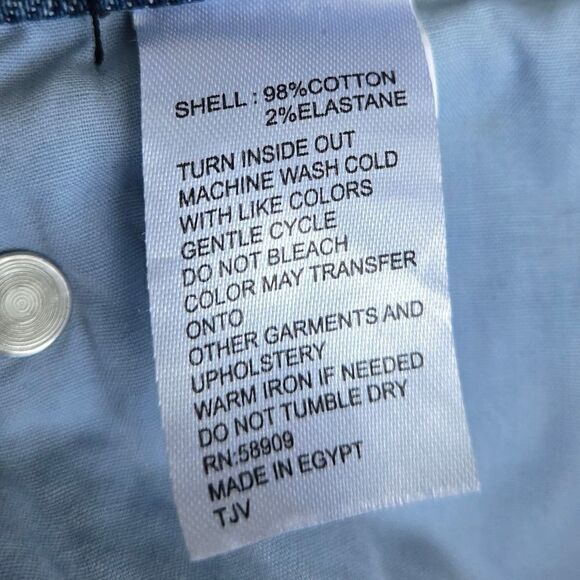 SHELL : 98%COTTON
2%ELASTANE
TURN INSIDE OUT
MACHINE WASH COLD
WITH LIKE COLORS
GENTLE CYCLE
DO NOT BLEACH
COLOR MAY TRANSFER
ONTO
OTHER GARMENTS AND
UPHOLSTERY
WARM IRON IF NEEDED
DO NOT TUMBLE DRY
RN:58909
MADE IN EGYPT
TJV